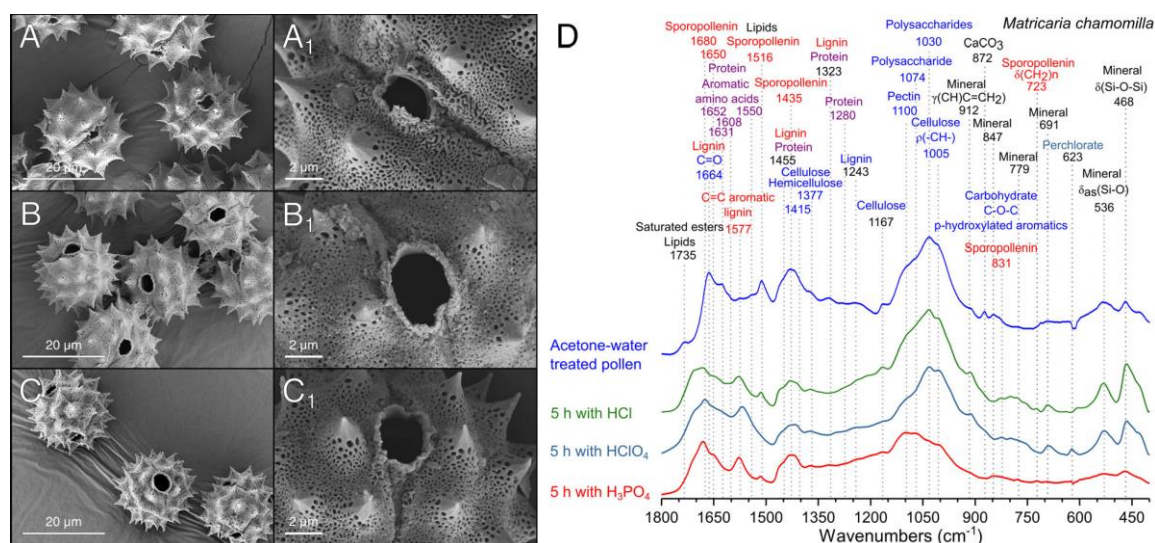 A
20 µm
A1
2 µm
B
20 µm
B1
2 µm
C
20 µm
C1
2 µm
D
Matricaria chamomilla
Sporopollenin
1680
1650
Protein
Aromatic
amino acids
1652 1550
1608
1631
Lignin
C=O
1664
Saturated esters
Lipids
1735
Lipids
Sporopollenin
1516
Sporopollenin
1435
Lignin
Protein
1455
Cellulose
Hemicellulose
1377
1415
C=C aromatic
lignin
1577
Lignin
Protein
1323
Protein
1280
Lignin
1243
Cellulose
1167
Polysaccharides
1030
Polysaccharide
1074
Pectin
1100
Cellulose
ρ(-CH-)
1005
CaCO3
872
Mineral
γ(CH)C=CH2)
912
Mineral
847
Mineral
779
Carbohydrate
C-O-C
p-hydroxylated aromatics
Sporopollenin
831
Sporopollenin
δ(CH2)n
723
Mineral
691
Perchlorate
623
Mineral
δ(Si-O-Si)
468
Mineral
δas(Si-O)
536
Acetone-water
treated pollen
5 h with HCl
5 h with HClO4
5 h with H3PO4
1800 1650 1500 1350 1200 1050 900 750 600 450
Wavenumbers (cm-1)